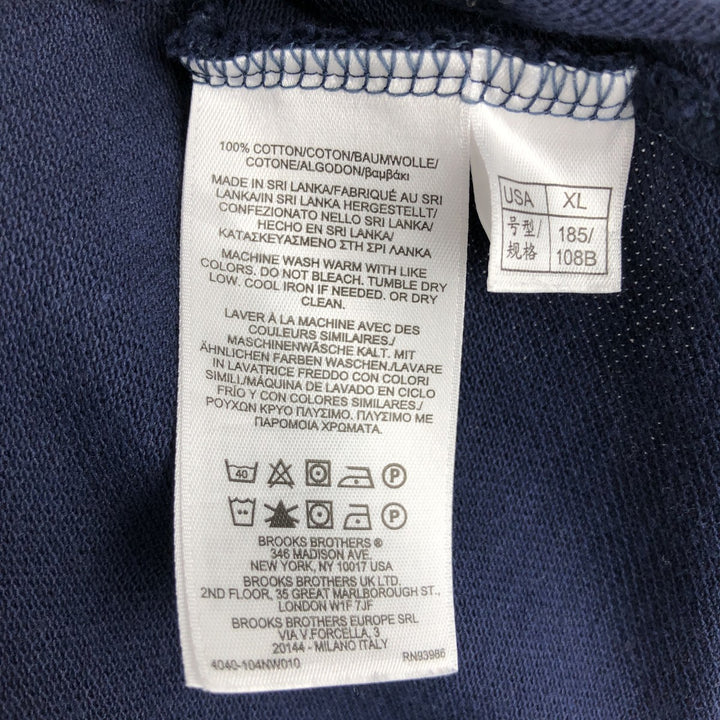 100% COTTON/COTON/BAUMWOLLE/
COTONE/ALGODON/βαμβάκι
MADE IN SRI LANKA/FABRIQUÉ AU SRI
LANKA/IN SRI LANKA HERGESTELLT/
CONFEZIONATO NELLO SRI LANKA/
HECHO EN SRI LANKA/
ΚΑΤΑΣΚΕΥΑΣΜΕΝΟ ΣΤΗ ΣΡΙ ΛΑΝΚΑ
MACHINE WASH WARM WITH LIKE
COLORS. DO NOT BLEACH. TUMBLE DRY
LOW. COOL IRON IF NEEDED. OR DRY
CLEAN.
LAVER À LA MACHINE AVEC DES
COULEURS SIMILAIRES./
MASCHINENWÄSCHE KALT. MIT
ÄHNLICHEN FARBEN WASCHEN./LAVARE
IN LAVATRICE FREDDO CON COLORI
SIMILI./MÁQUINA DE LAVADO EN CICLO
FRÍO Y CON COLORES SIMILARES./
ΡΟΥΧΩΝ ΚΡΥΟ ΠΛΥΣΙΜΟ. ΠΛΥΣΙΜΟ ΜΕ
ΠΑΡΟΜΟΙΑ ΧΡΩΜΑΤΑ.
40 P
P
BROOKS BROTHERS ®
346 MADISON AVE.
NEW YORK, NY 10017 USA
BROOKS BROTHERS UK LTD.
2ND FLOOR, 35 GREAT MARLBOROUGH ST.,
LONDON W1F 7JF
BROOKS BROTHERS EUROPE SRL
VIA V.FORCELLA, 3
20144 - MILANO ITALY
4040-104NW010 RN93986
USA XL
号型/ 185/
规格 108B